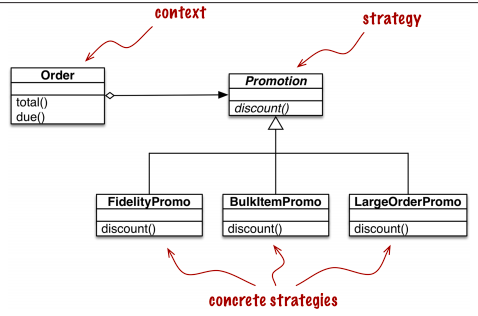 context
strategy
Order
total()
due()
Promotion
discount()
FidelityPromo
discount()
BulkItemPromo
discount()
LargeOrderPromo
discount()
concrete strategies